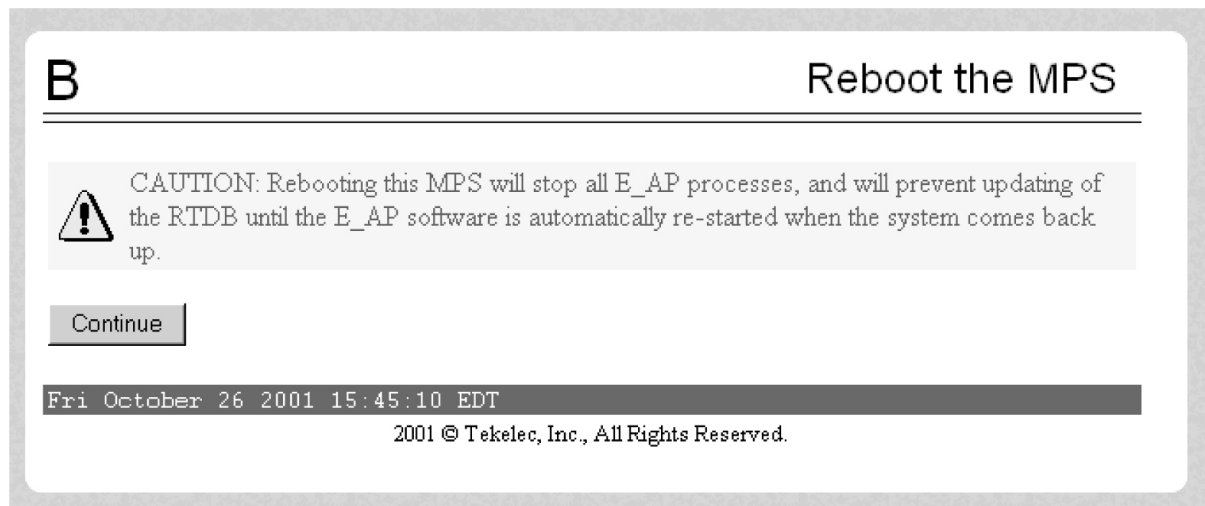 B
Reboot the MPS
CAUTION: Rebooting this MPS will stop all E_AP processes, and will prevent updating of
the RTDB until the E_AP software is automatically re-started when the system comes back
up.
Continue
Fri October 26 2001 15:45:10 EDT
2001 © Tekelec, Inc., All Rights Reserved.